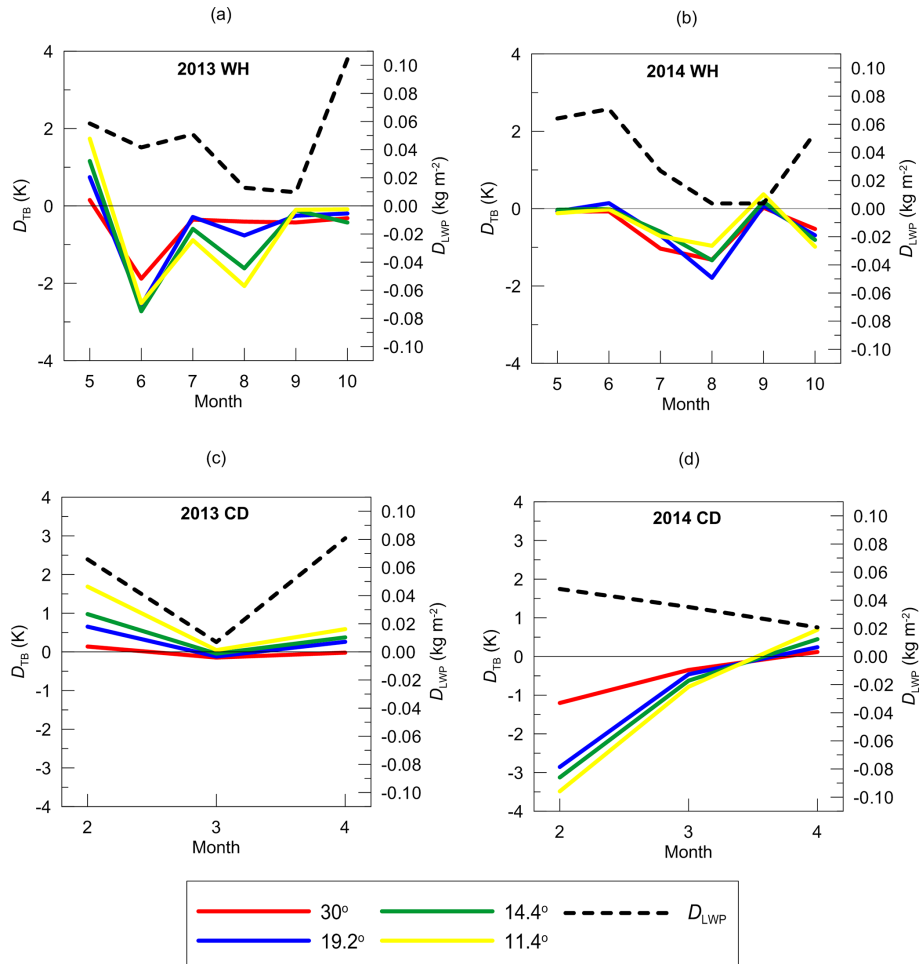 (a)
2013 WH
4
2
0
-2
-4
D_TB (K)
0.10
0.08
0.06
0.04
0.02
0.00
-0.02
-0.04
-0.06
-0.08
-0.10
D_LWP (kg m⁻²)
5 6 7 8 9 10
Month
(b)
2014 WH
4
2
0
-2
-4
D_TB (K)
0.10
0.08
0.06
0.04
0.02
0.00
-0.02
-0.04
-0.06
-0.08
-0.10
D_LWP (kg m⁻²)
5 6 7 8 9 10
Month
(c)
2013 CD
4
3
2
1
0
-1
-2
-3
-4
D_TB (K)
0.10
0.08
0.06
0.04
0.02
0.00
-0.02
-0.04
-0.06
-0.08
-0.10
D_LWP (kg m⁻²)
2 3 4
Month
(d)
2014 CD
4
3
2
1
0
-1
-2
-3
-4
D_TB (K)
0.10
0.08
0.06
0.04
0.02
0.00
-0.02
-0.04
-0.06
-0.08
-0.10
D_LWP (kg m⁻²)
2 3 4
Month
30° 14.4° D_LWP
19.2° 11.4°